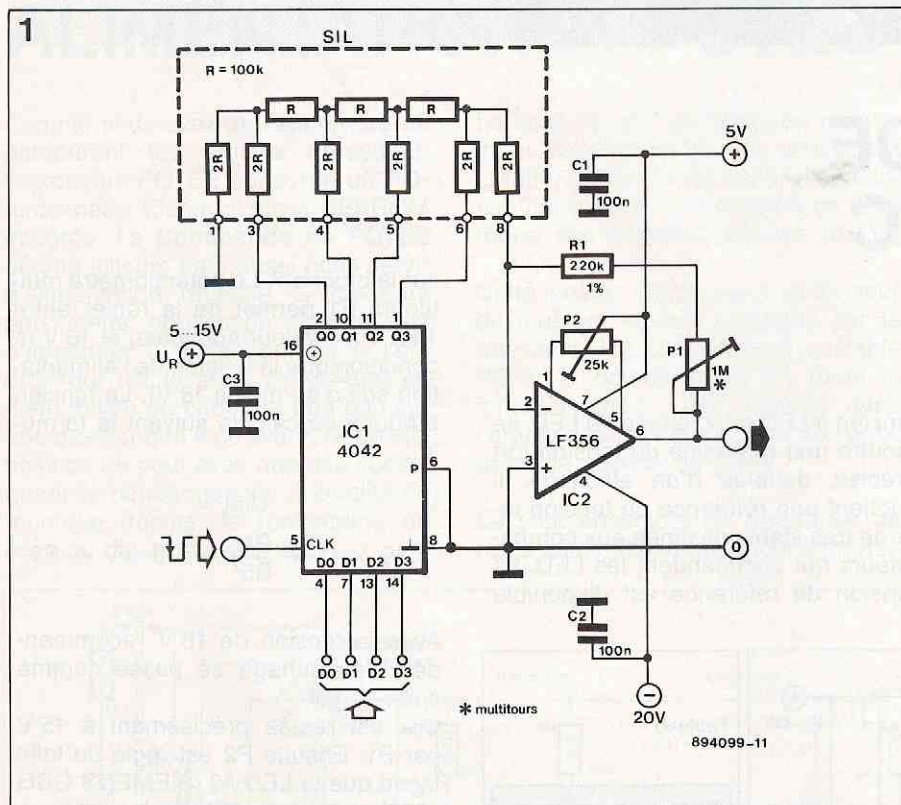 1
SIL
R = 100k
R R R
2R 2R 2R 2R 2R 2R
1 3 4 5 6 8
5V
+
C1
100n
R1
220k
1%
P2
25k
P1
1M
*
2 10 11 1
Q0 Q1 Q2 Q3
5...15V
UR +
16 +
C3
100n
IC1
4042
P 6
1 7 5
2 −
LF356
6
3 +
4
IC2
5 CLK
⊥ 8
0
D0 D1 D2 D3
4 7 13 14
C2
100n
D0 D1 D2 D3
* multitours
−
20V
894099-11